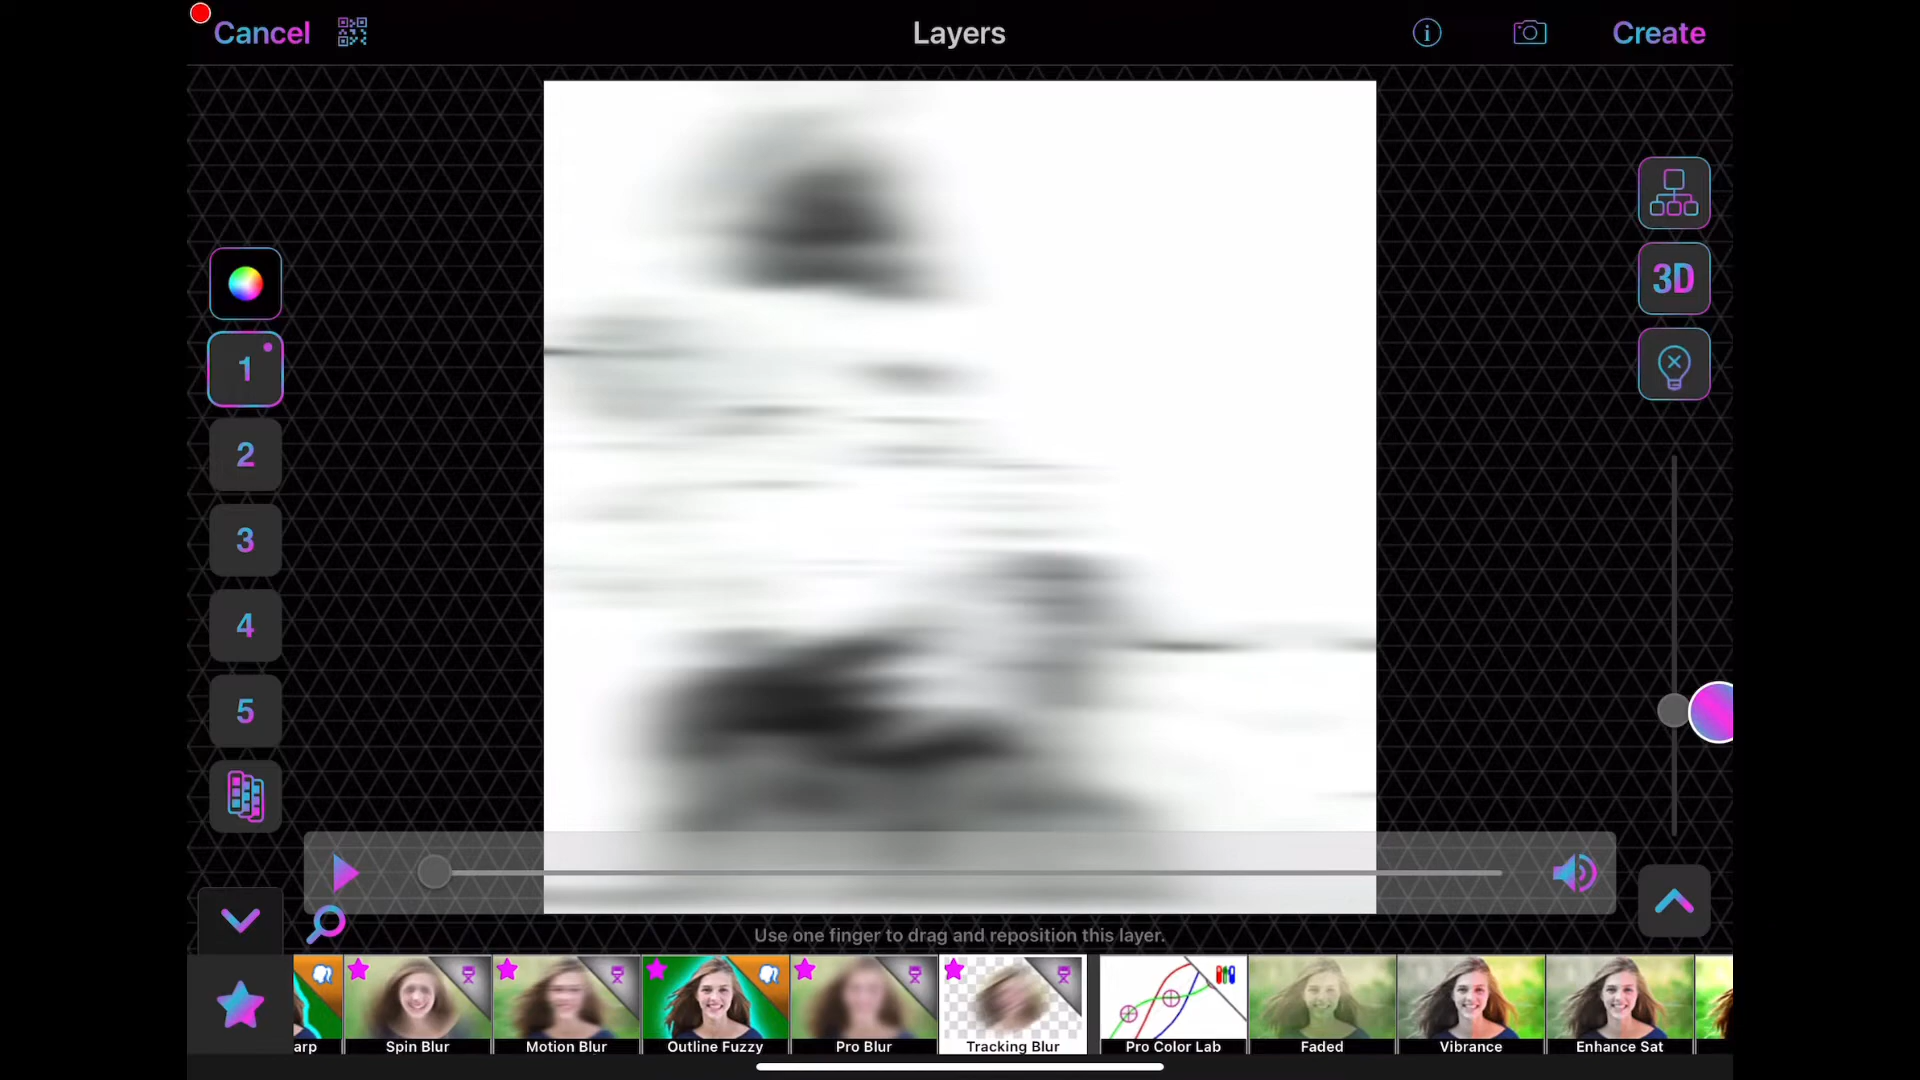 Cancel
Layers
Create
3D
1
2
3
4
5
Use one finger to drag and reposition this layer.
arp
Spin Blur
Motion Blur
Outline Fuzzy
Pro Blur
Tracking Blur
Pro Color Lab
Faded
Vibrance
Enhance Sat